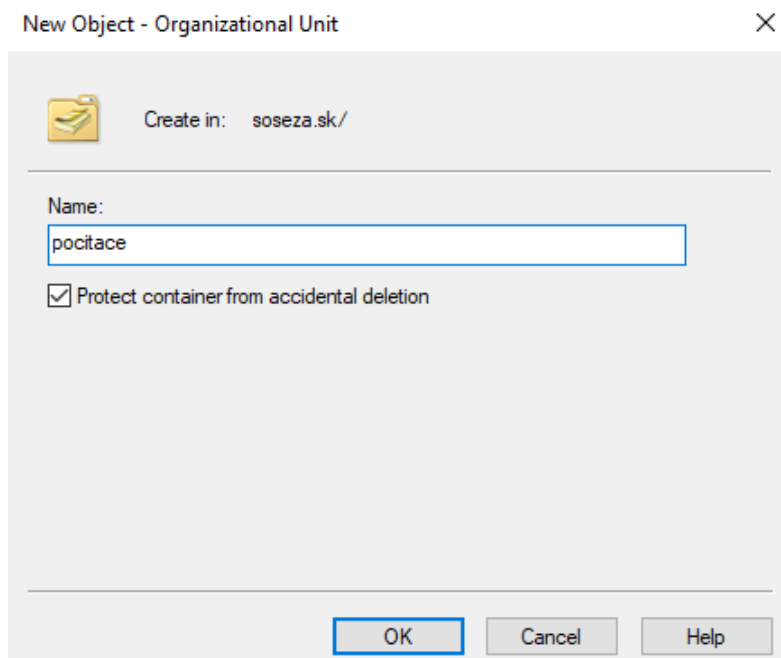 New Object - Organizational Unit
Create in: soseza.sk/
Name:
pocitace
Protect container from accidental deletion
OK Cancel Help